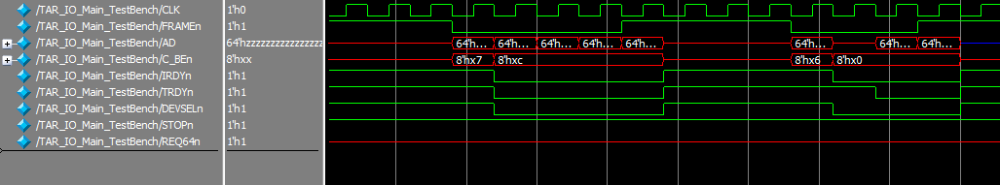 /TAR_IO_Main_TestBench/CLK 1'h0
/TAR_IO_Main_TestBench/FRAMEn 1'h1
/TAR_IO_Main_TestBench/AD 64'hzzzzzzzzzzzzzzzz 64'h... 64'h... 64'h... 64'h... 64'h... 64'h... 64'h... 64'h...
/TAR_IO_Main_TestBench/C_BEn 8'hxx 8'hx7 8'hxc 8'hx6 8'hx0
/TAR_IO_Main_TestBench/IRDYn 1'h1
/TAR_IO_Main_TestBench/TRDYn 1'h1
/TAR_IO_Main_TestBench/DEVSELn 1'h1
/TAR_IO_Main_TestBench/STOPn 1'h1
/TAR_IO_Main_TestBench/REQ64n 1'h1